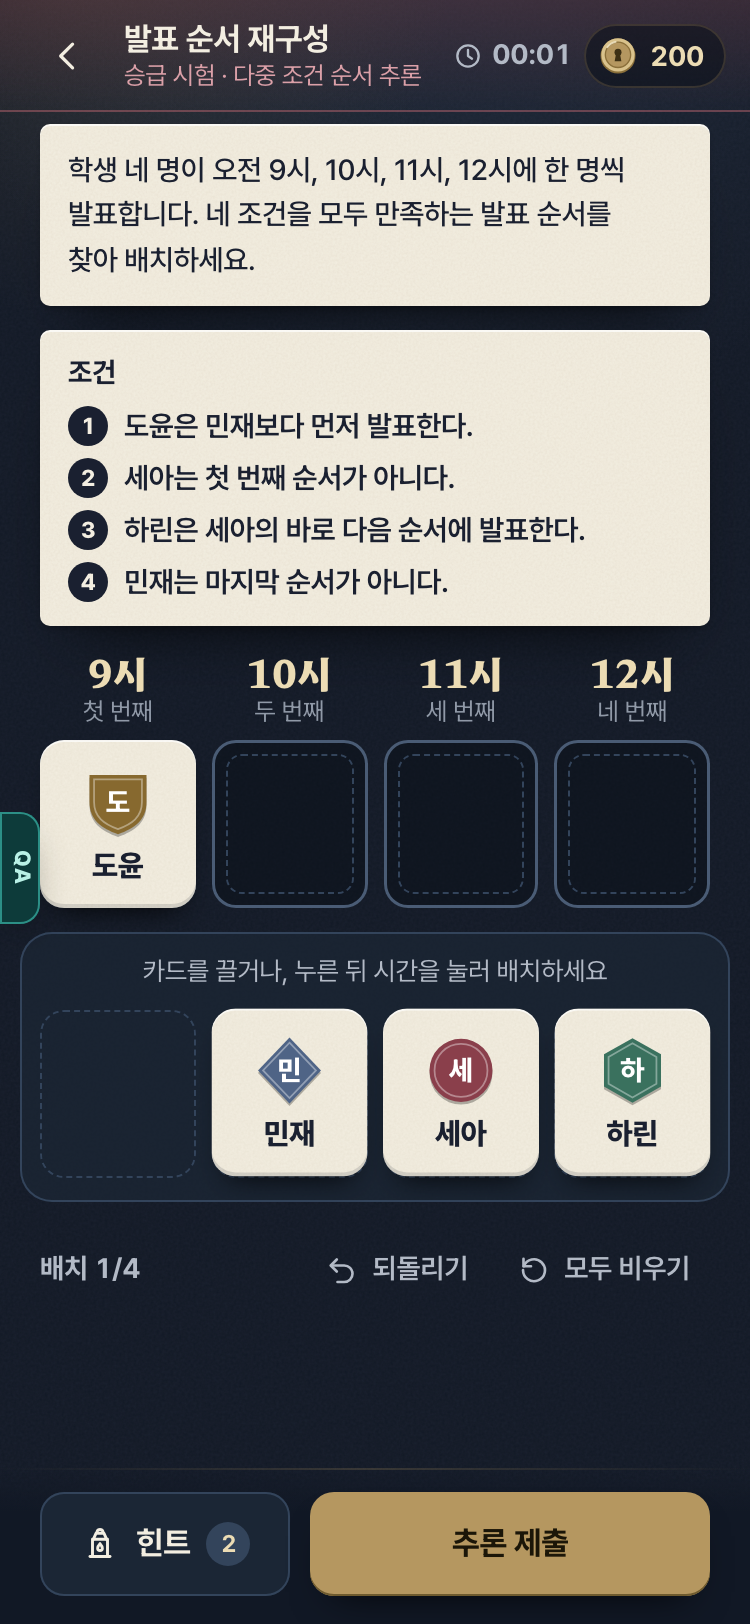 발표 순서 재구성
승급 시험 · 다중 조건 순서 추론
00:01
200
학생 네 명이 오전 9시, 10시, 11시, 12시에 한 명씩
발표합니다. 네 조건을 모두 만족하는 발표 순서를
찾아 배치하세요.
조건
1 도윤은 민재보다 먼저 발표한다.
2 세아는 첫 번째 순서가 아니다.
3 하린은 세아의 바로 다음 순서에 발표한다.
4 민재는 마지막 순서가 아니다.
9시 10시 11시 12시
첫 번째 두 번째 세 번째 네 번째
도
도윤
QA
카드를 끌거나, 누른 뒤 시간을 눌러 배치하세요
민 세 하
민재 세아 하린
배치 1/4 되돌리기 모두 비우기
힌트 2 추론 제출